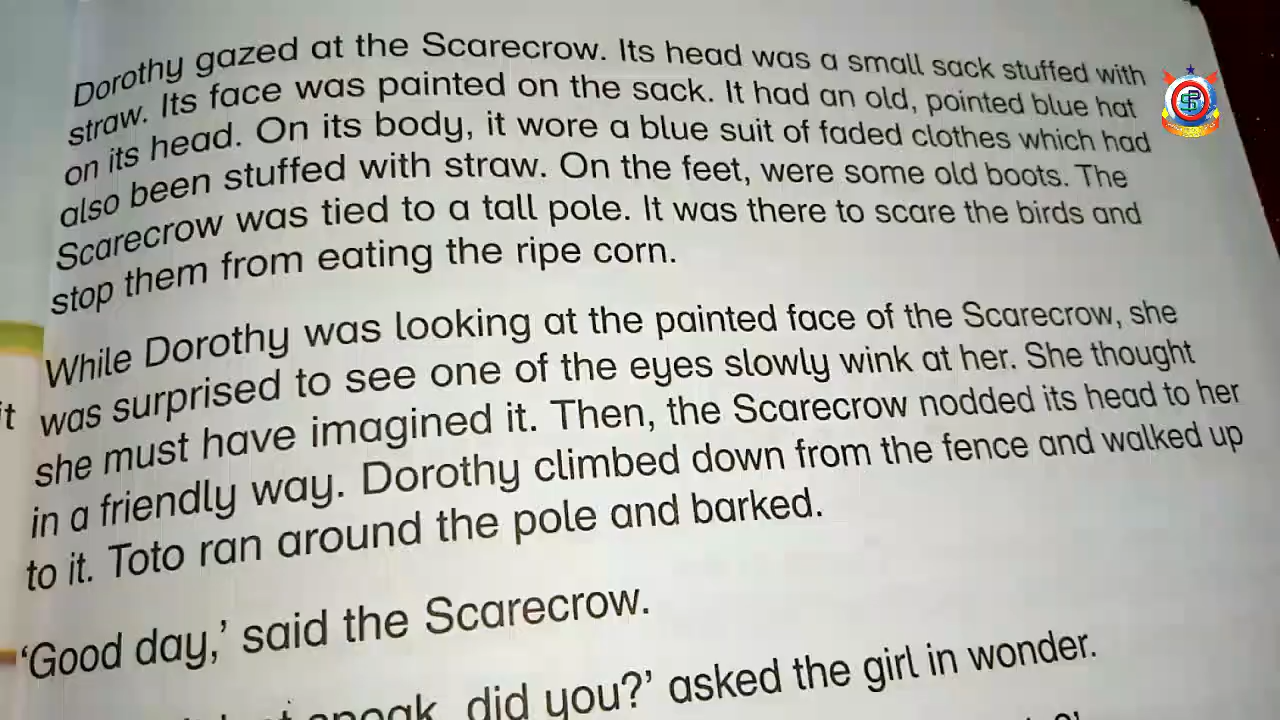 Dorothy gazed at the Scarecrow. Its head was a small sack stuffed with
straw. Its face was painted on the sack. It had an old, pointed blue hat
on its head. On its body, it wore a blue suit of faded clothes which had
also been stuffed with straw. On the feet, were some old boots. The
Scarecrow was tied to a tall pole. It was there to scare the birds and
stop them from eating the ripe corn.
While Dorothy was looking at the painted face of the Scarecrow, she
it
was surprised to see one of the eyes slowly wink at her. She thought
she must have imagined it. Then, the Scarecrow nodded its head to her
in a friendly way. Dorothy climbed down from the fence and walked up
to it. Toto ran around the pole and barked.
‘Good day,’ said the Scarecrow.
did you?’ asked the girl in wonder.